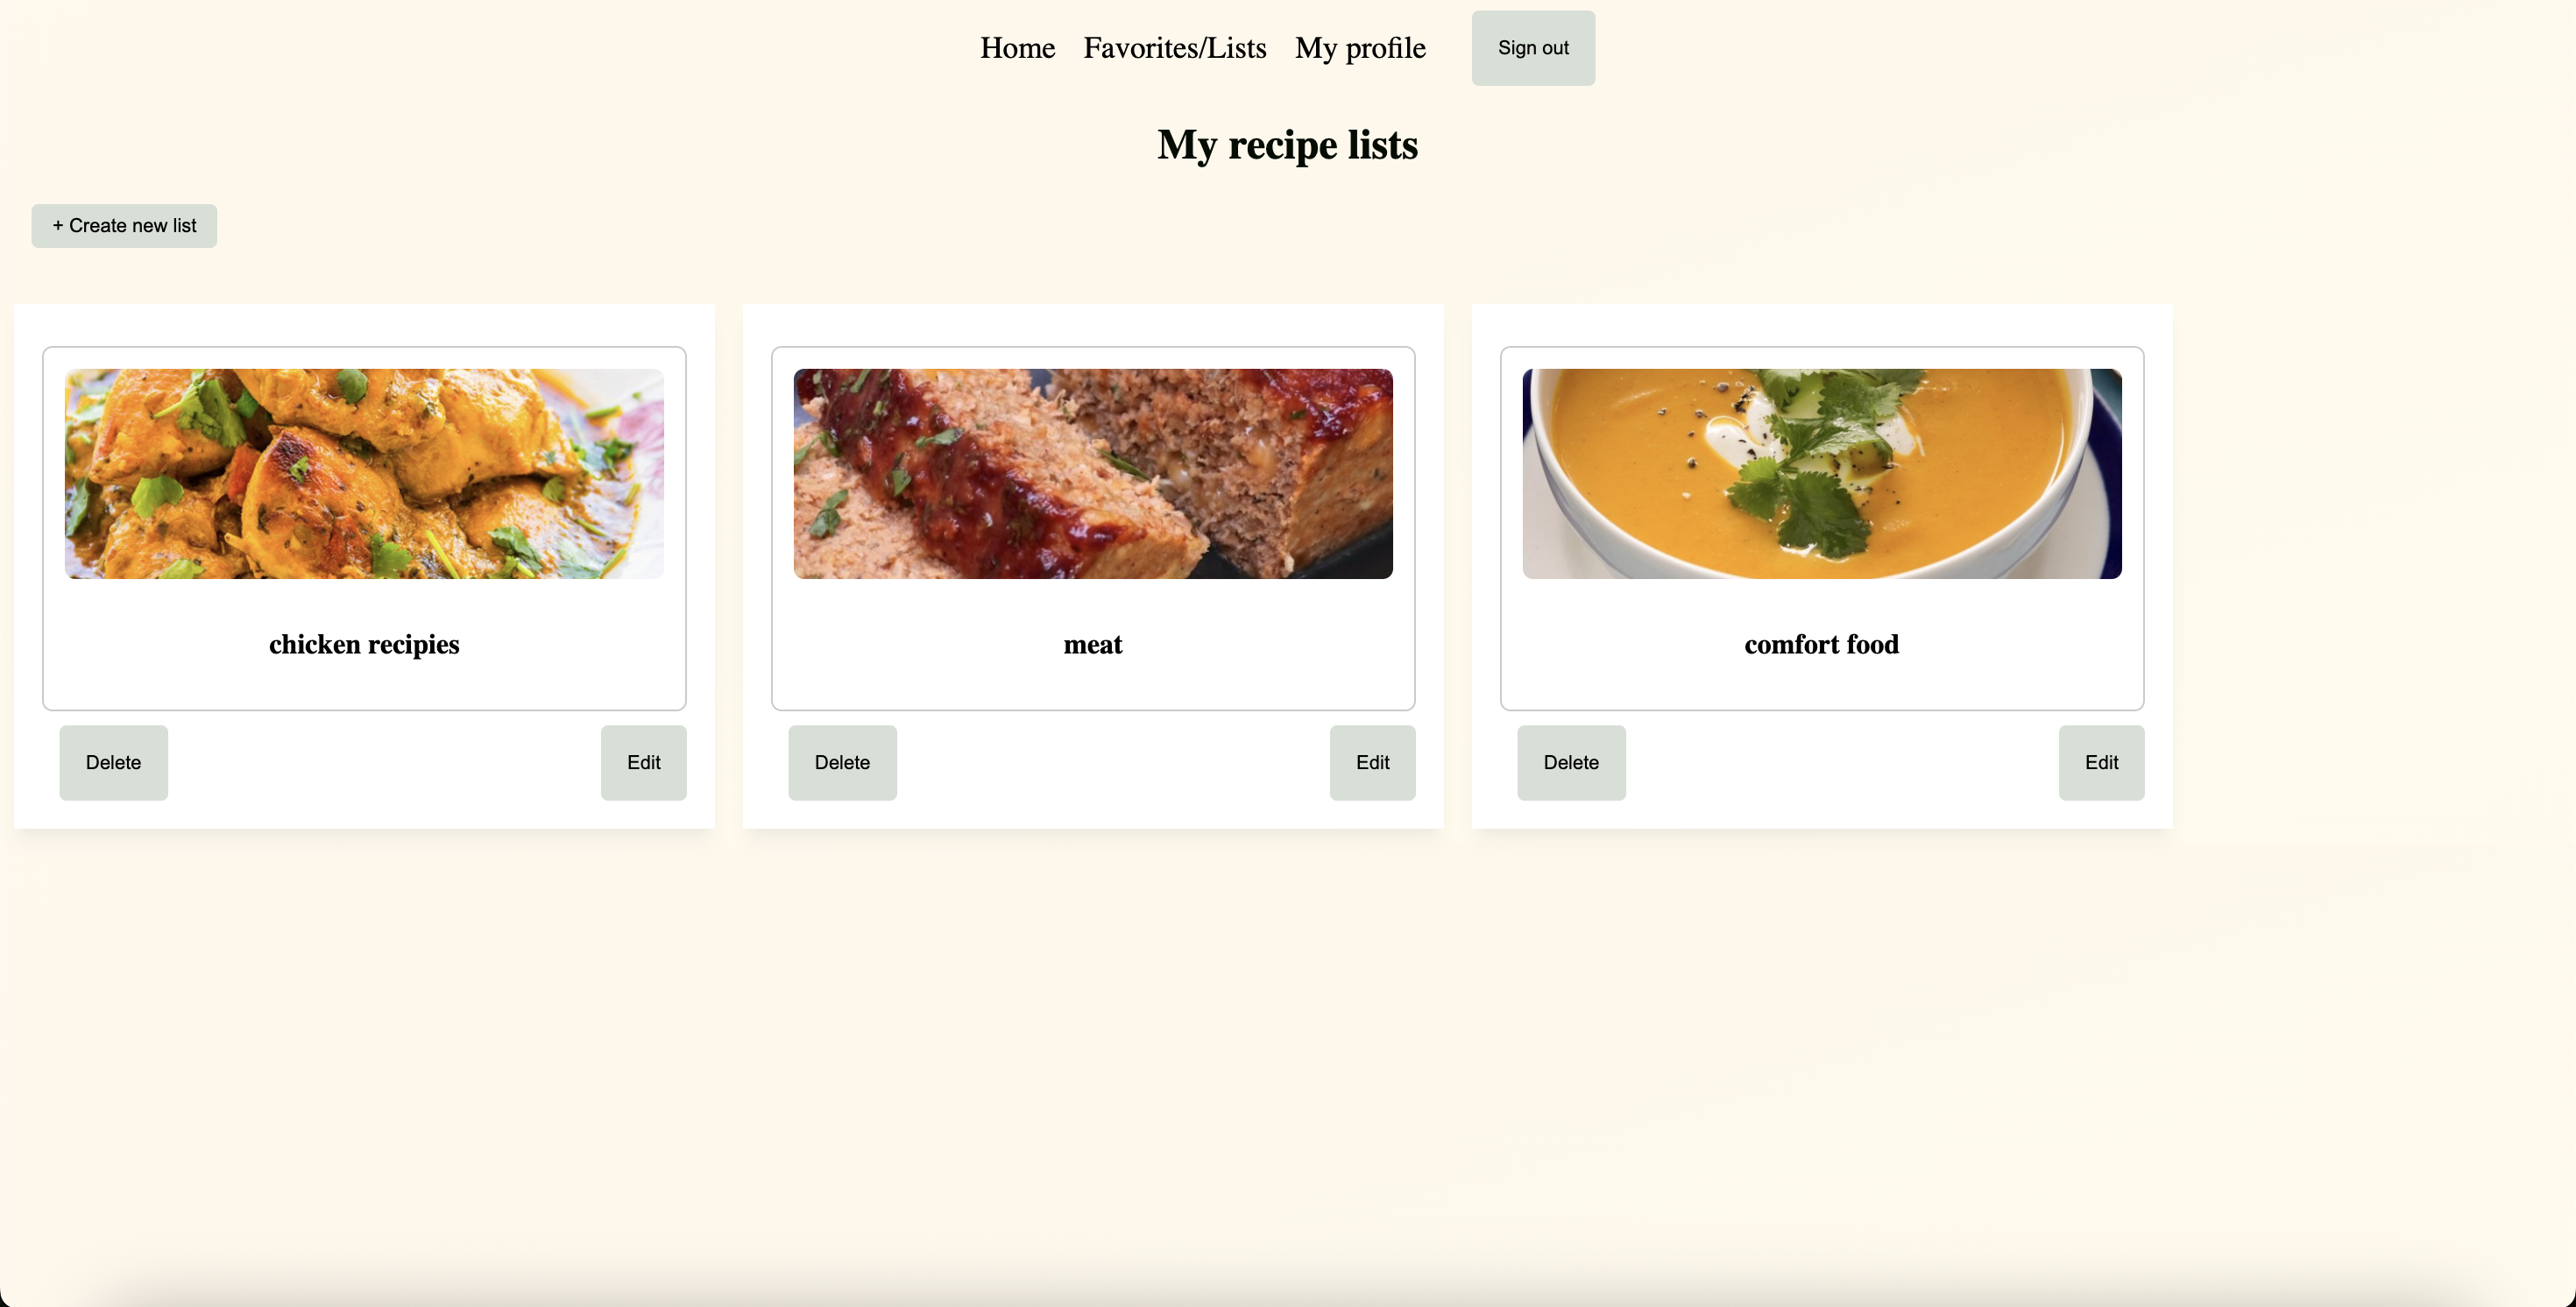 Home Favorites/Lists My profile Sign out
My recipe lists
+ Create new list
chicken recipies
meat
comfort food
Delete Edit
Delete Edit
Delete Edit